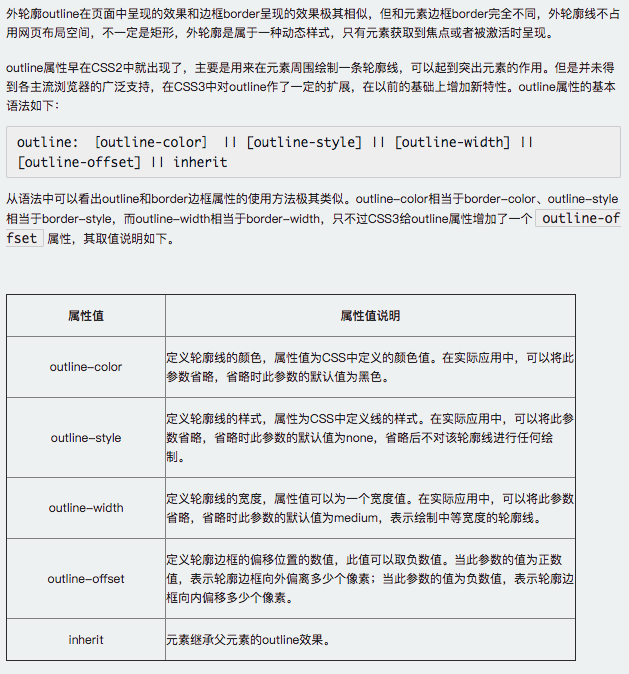 外轮廓outline在页面中呈现的效果和边框border呈现的效果极其相似，但和元素边框border完全不同，外轮廓线不占
用网页布局空间，不一定是矩形，外轮廓是属于一种动态样式，只有元素获取到焦点或者被激活时呈现。
outline属性早在CSS2中就出现了，主要是用来在元素周围绘制一条轮廓线，可以起到突出元素的作用。但是并未得
到各主流浏览器的广泛支持，在CSS3中对outline作了一定的扩展，在以前的基础上增加新特性。outline属性的基本
语法如下：
outline: ［outline-color］ || [outline-style] || [outline-width] ||
[outline-offset] || inherit
从语法中可以看出outline和border边框属性的使用方法极其类似。outline-color相当于border-color、outline-style
相当于border-style，而outline-width相当于border-width，只不过CSS3给outline属性增加了一个 outline-of
fset 属性，其取值说明如下。
属性值 属性值说明
outline-color
定义轮廓线的颜色，属性值为CSS中定义的颜色值。在实际应用中，可以将此
参数省略，省略时此参数的默认值为黑色。
outline-style
定义轮廓线的样式，属性为CSS中定义线的样式。在实际应用中，可以将此参
数省略，省略时此参数的默认值为none，省略后不对该轮廓线进行任何绘
制。
outline-width
定义轮廓线的宽度，属性值可以为一个宽度值。在实际应用中，可以将此参数
省略，省略时此参数的默认值为medium，表示绘制中等宽度的轮廓线。
outline-offset
定义轮廓边框的偏移位置的数值，此值可以取负数值。当此参数的值为正数
值，表示轮廓边框向外偏离多少个像素；当此参数的值为负数值，表示轮廓边
框向内偏移多少个像素。
inherit 元素继承父元素的outline效果。